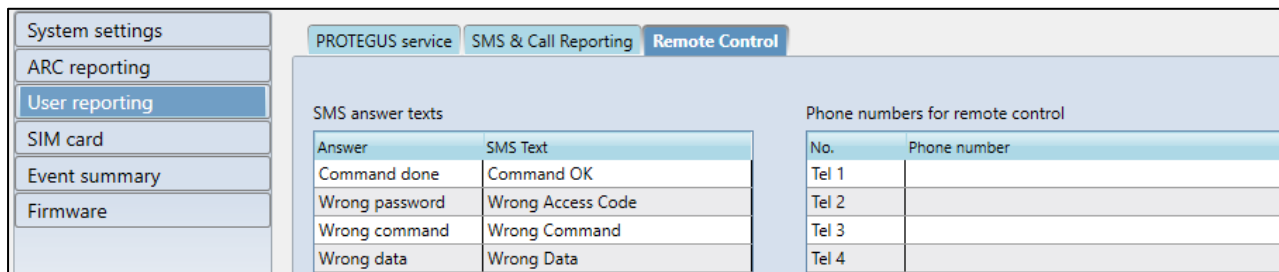 System settings
ARC reporting
User reporting
SIM card
Event summary
Firmware
PROTEGUS service SMS & Call Reporting Remote Control
SMS answer texts
Answer SMS Text
Command done Command OK
Wrong password Wrong Access Code
Wrong command Wrong Command
Wrong data Wrong Data
Phone numbers for remote control
No. Phone number
Tel 1
Tel 2
Tel 3
Tel 4